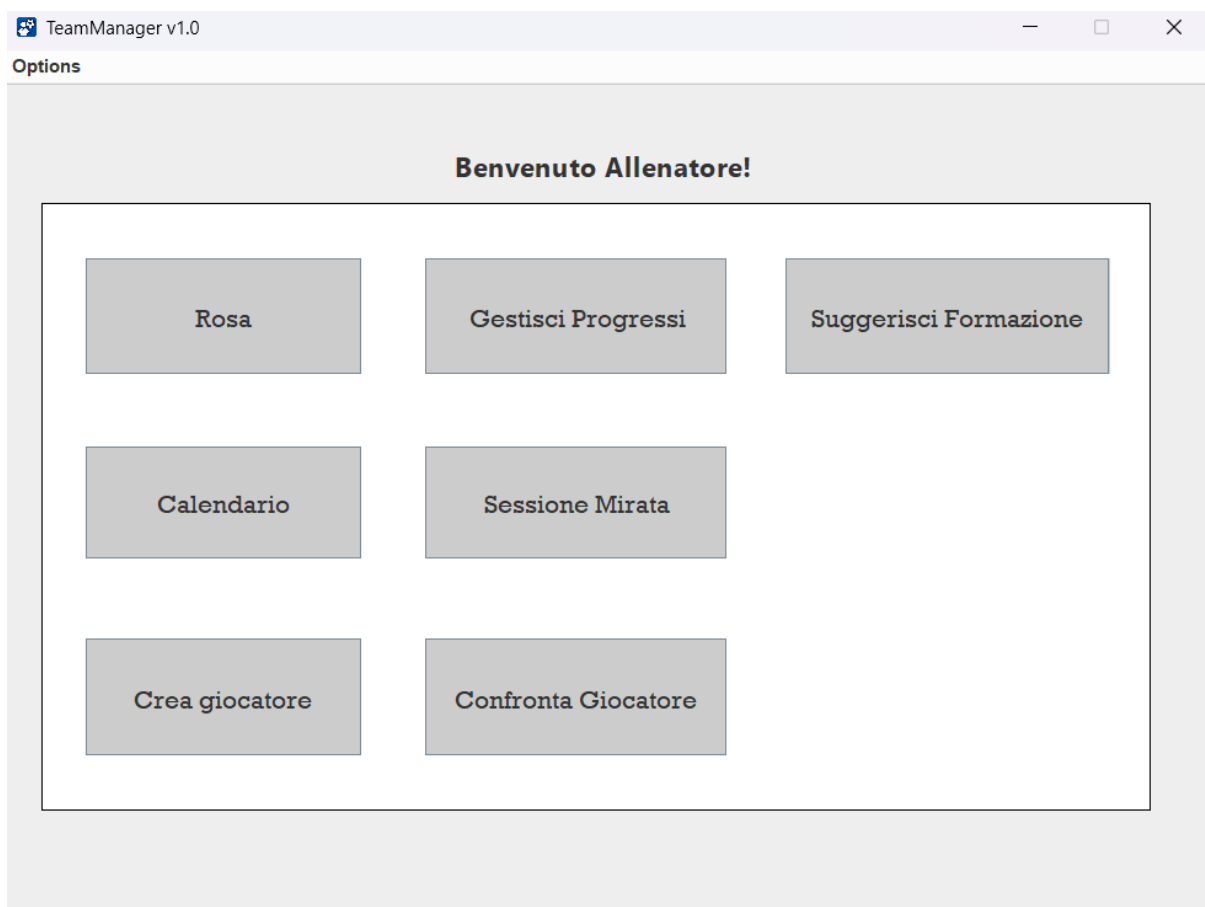 TeamManager v1.0
Options
Benvenuto Allenatore!
Rosa
Gestisci Progressi
Suggerisci Formazione
Calendario
Sessione Mirata
Crea giocatore
Confronta Giocatore